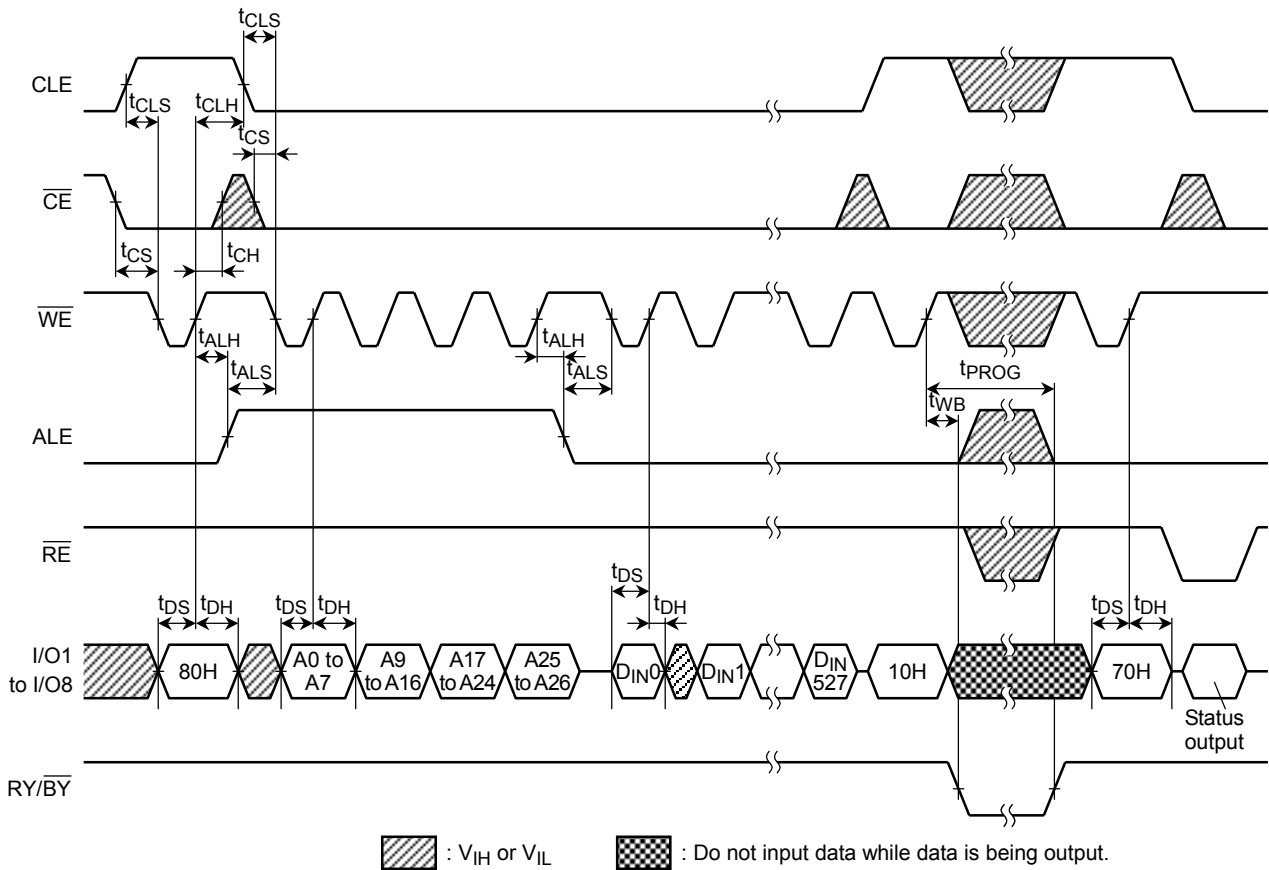 tCLS
CLE
tCLS
tCLH
tCS
CE
tCS
tCH
WE
tALH
tALS
tALH
tALS
tPROG
tWB
ALE
RE
tDS
tDH
tDS
tDH
tDS
tDH
tDS
tDH
I/O1
to I/O8
80H
A0 to
A7
A9
to A16
A17
to A24
A25
to A26
DIN0
DIN1
DIN
527
10H
70H
Status
output
RY/BY
: VIH or VIL
: Do not input data while data is being output.